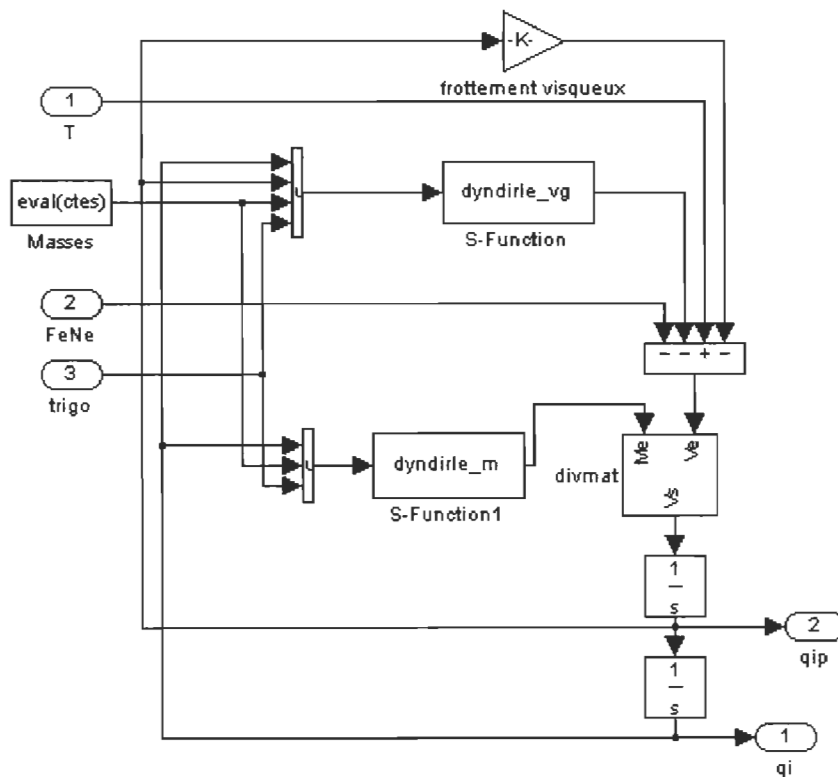 -K-
frottement visqueux
1
T
eval(ctes)
Masses
dyndirle_vg
S-Function
2
FeNe
3
trigo
− − + −
dyndirle_m
S-Function1
Me
Ve
Vs
divmat
1
s
2
qip
1
s
1
qi